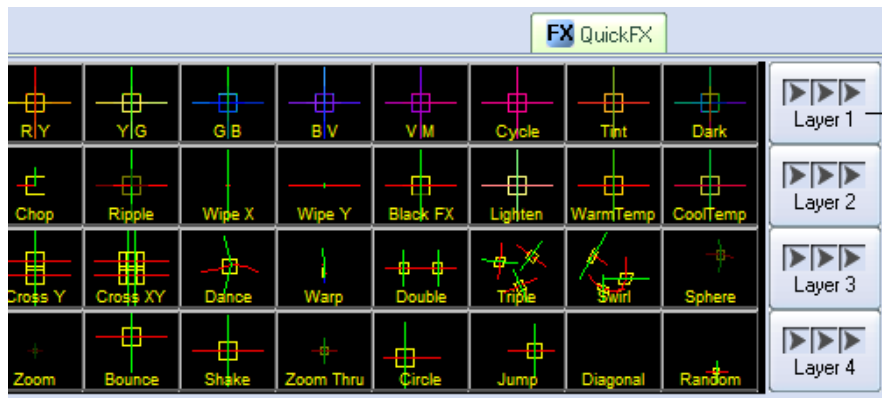 FX QuickFX
R Y Y G G B B V V M Cycle Tint Dark Layer 1
Chop Ripple Wipe X Wipe Y Black FX Lighten WarmTemp CoolTemp Layer 2
Cross Y Cross XY Dance Warp Double Triple Swirl Sphere Layer 3
Zoom Bounce Shake Zoom Thru Circle Jump Diagonal Random Layer 4